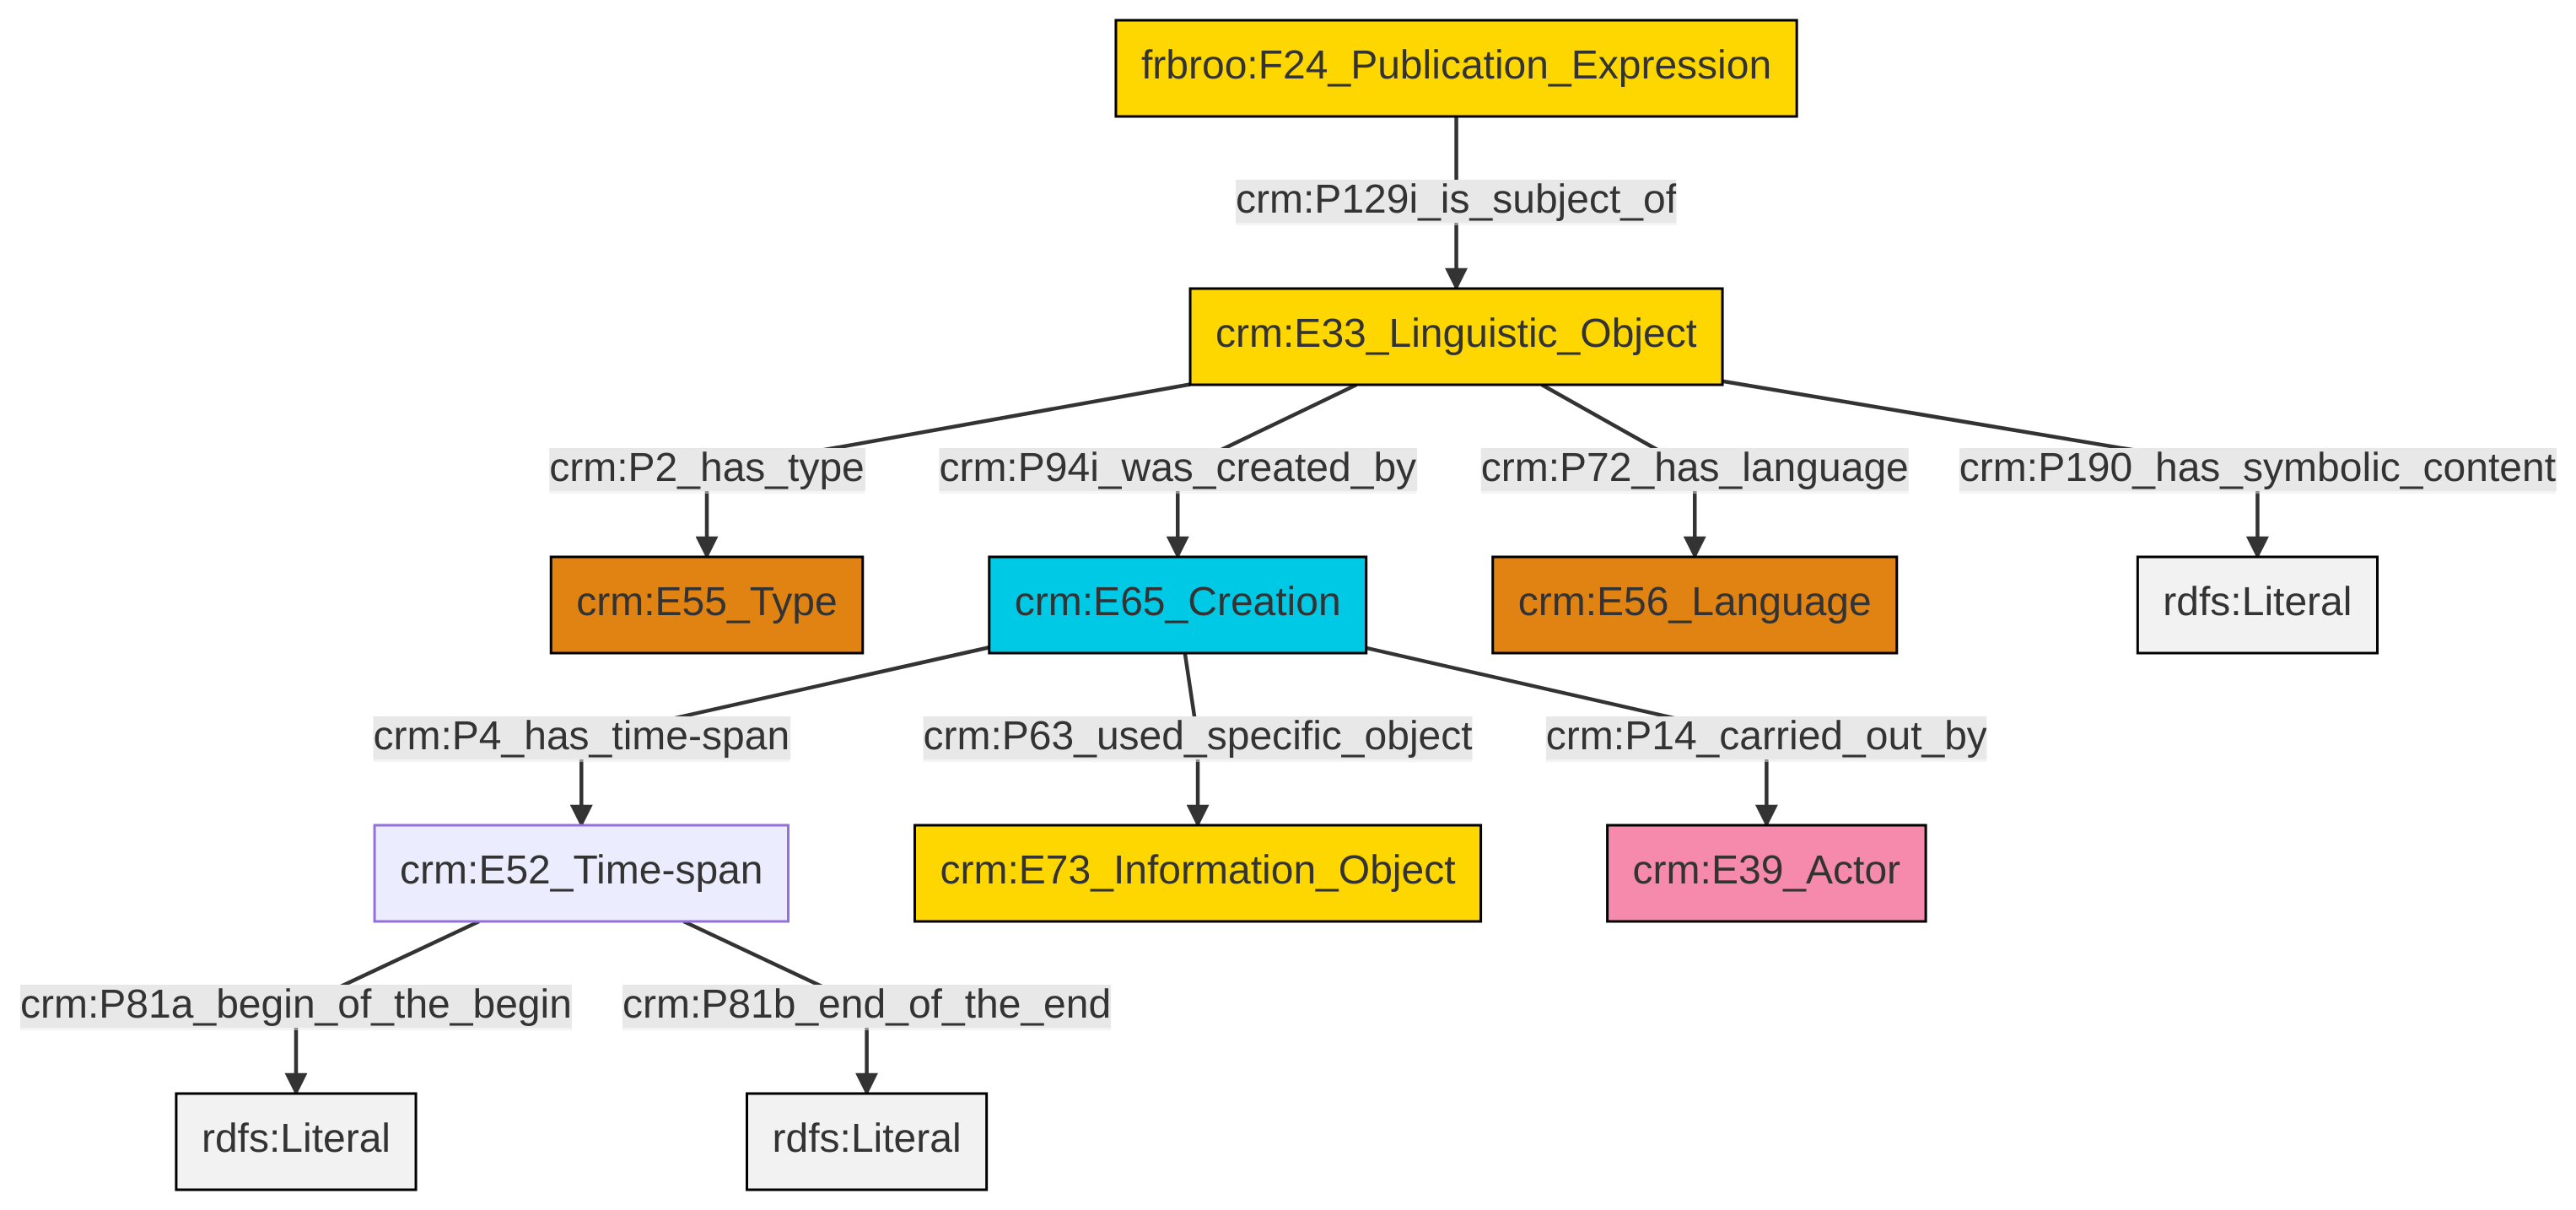 frbroo:F24_Publication_Expression
crm:P129i_is_subject_of
crm:E33_Linguistic_Object
crm:P2_has_type
crm:P94i_was_created_by
crm:P72_has_language
crm:P190_has_symbolic_content
crm:E55_Type
crm:E65_Creation
crm:E56_Language
rdfs:Literal
crm:P4_has_time-span
crm:P63_used_specific_object
crm:P14_carried_out_by
crm:E52_Time-span
crm:E73_Information_Object
crm:E39_Actor
crm:P81a_begin_of_the_begin
crm:P81b_end_of_the_end
rdfs:Literal
rdfs:Literal